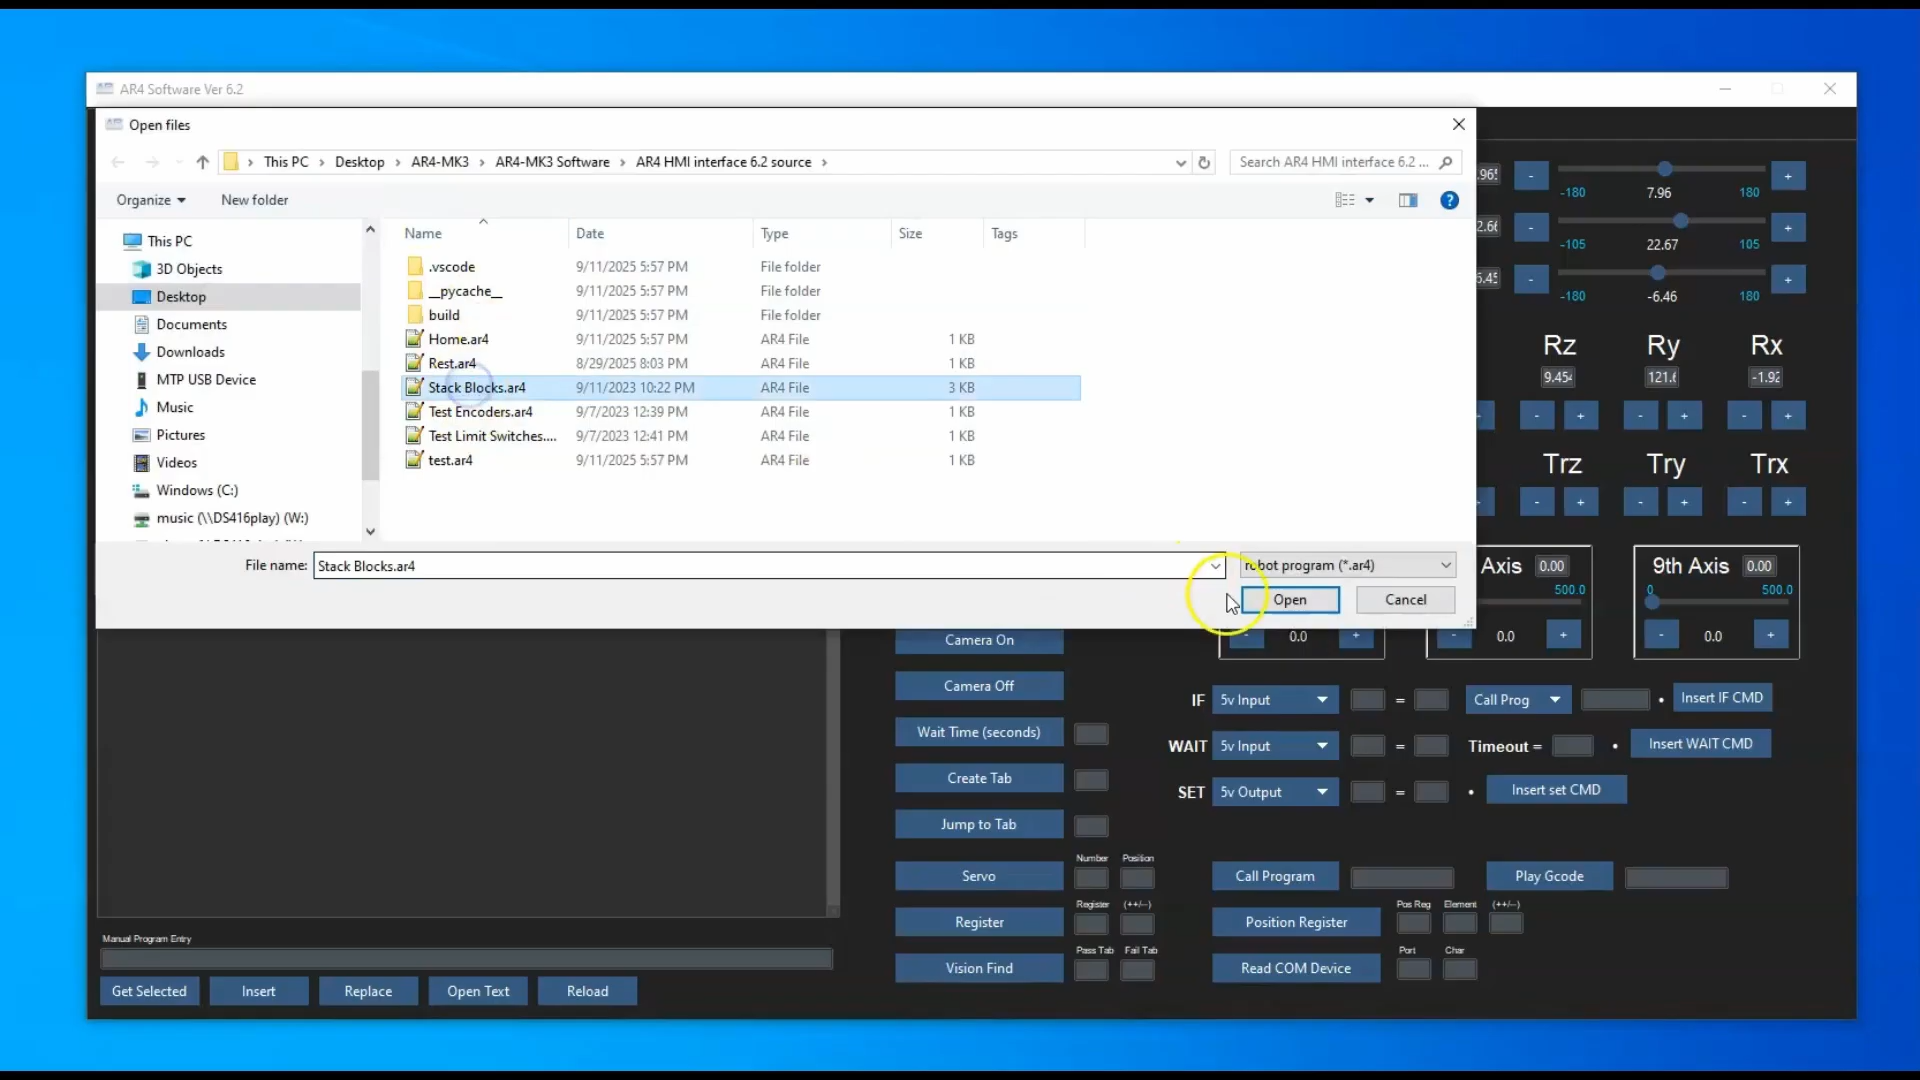 AR4 Software Ver 6.2
Open files
This PC > Desktop > AR4-MK3 > AR4-MK3 Software > AR4 HMI interface 6.2 source >
Search AR4 HMI interface 6.2 ...
Organize
New folder
This PC
3D Objects
Desktop
Documents
Downloads
MTP USB Device
Music
Pictures
Videos
Windows (C:)
music (\\DS416play) (W:)
Name Date Type Size Tags
.vscode 9/11/2025 5:57 PM File folder
__pycache__ 9/11/2025 5:57 PM File folder
build 9/11/2025 5:57 PM File folder
Home.ar4 9/11/2025 5:57 PM AR4 File 1 KB
Rest.ar4 8/29/2025 8:03 PM AR4 File 1 KB
Stack Blocks.ar4 9/11/2023 10:22 PM AR4 File 3 KB
Test Encoders.ar4 9/7/2023 12:39 PM AR4 File 1 KB
Test Limit Switches.... 9/7/2023 12:41 PM AR4 File 1 KB
test.ar4 9/11/2025 5:57 PM AR4 File 1 KB
File name: Stack Blocks.ar4
robot program (*.ar4)
Open
Cancel
- +
-180 7.96 180
- +
-105 22.67 105
- +
-180 -6.46 180
Rz Ry Rx
9.454 121.6 -1.92
- + - + - +
Trz Try Trx
- + - + - +
Axis 0.00
500.0
- 0.0 +
9th Axis 0.00
0 500.0
- 0.0 +
- 0.0 +
Camera On
Camera Off
Wait Time (seconds)
Create Tab
Jump to Tab
Number Position
Servo
Register (++/--)
Register
Pass Tab Fail Tab
Vision Find
IF 5v Input = Call Prog • Insert IF CMD
WAIT 5v Input = Timeout = • Insert WAIT CMD
SET 5v Output = • Insert set CMD
Call Program
Play Gcode
Pos Reg Element (++/--)
Position Register
Port Char
Read COM Device
Manual Program Entry
Get Selected
Insert
Replace
Open Text
Reload